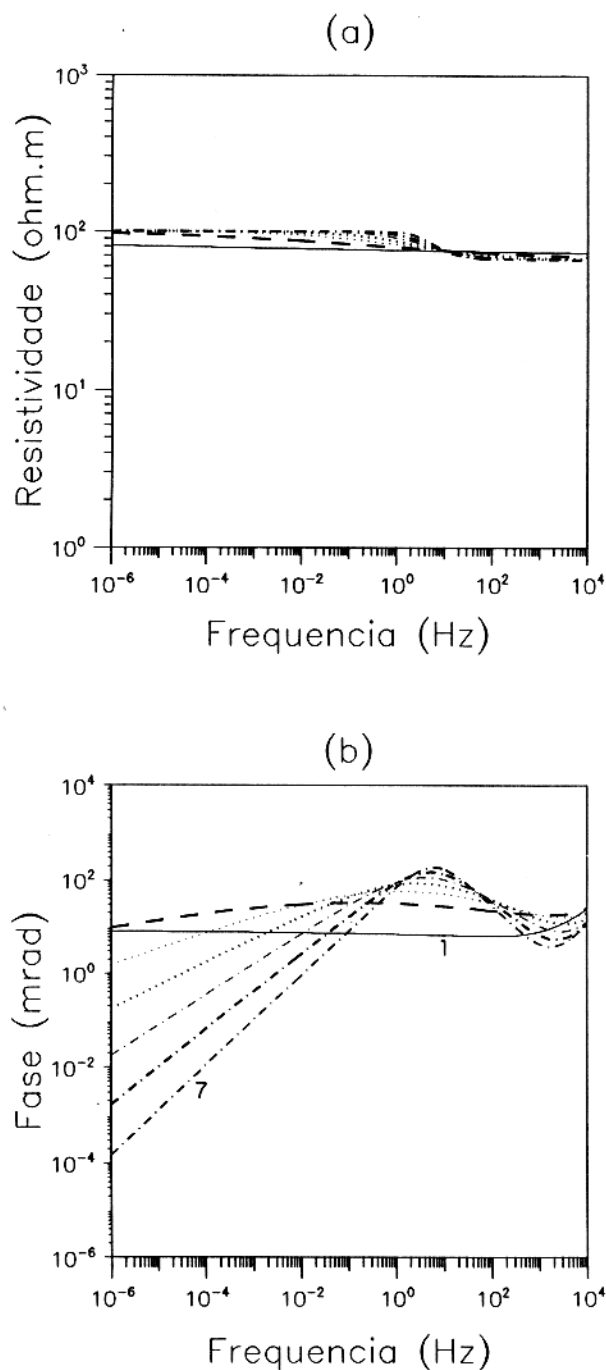 (a)
10³
10²
10¹
10⁰
Resistividade (ohm.m)
10⁻⁶ 10⁻⁴ 10⁻² 10⁰ 10² 10⁴
Frequencia (Hz)
(b)
10⁴
10²
10⁰
10⁻²
10⁻⁴
10⁻⁶
Fase (mrad)
1
7
10⁻⁶ 10⁻⁴ 10⁻² 10⁰ 10² 10⁴
Frequencia (Hz)